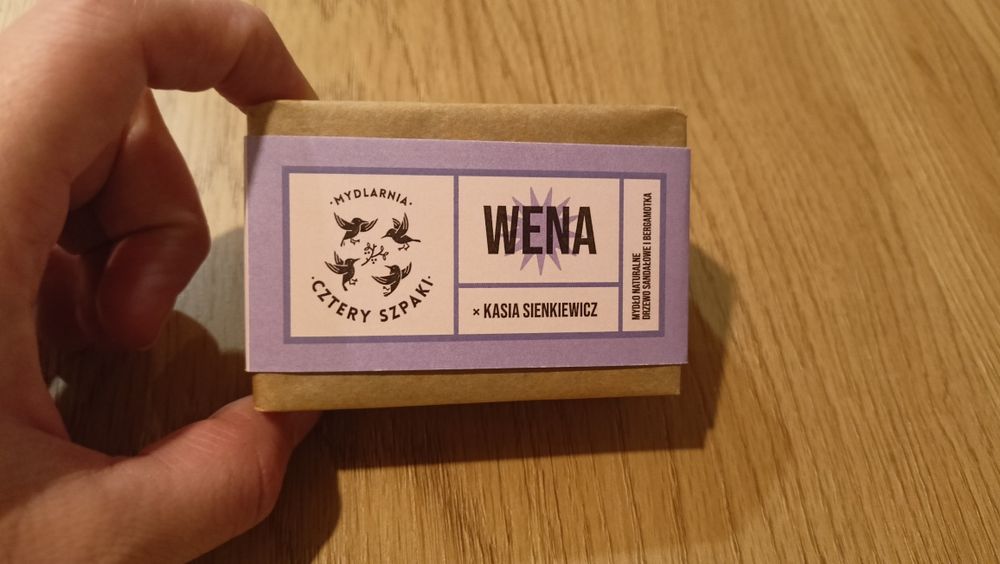 ·MYDLARNIA·
·CZTERY SZPAKI·
WENA
× KASIA SIENKIEWICZ
MYDŁO NATURALNE
DRZEWO SANDAŁOWE I BERGAMOTKA